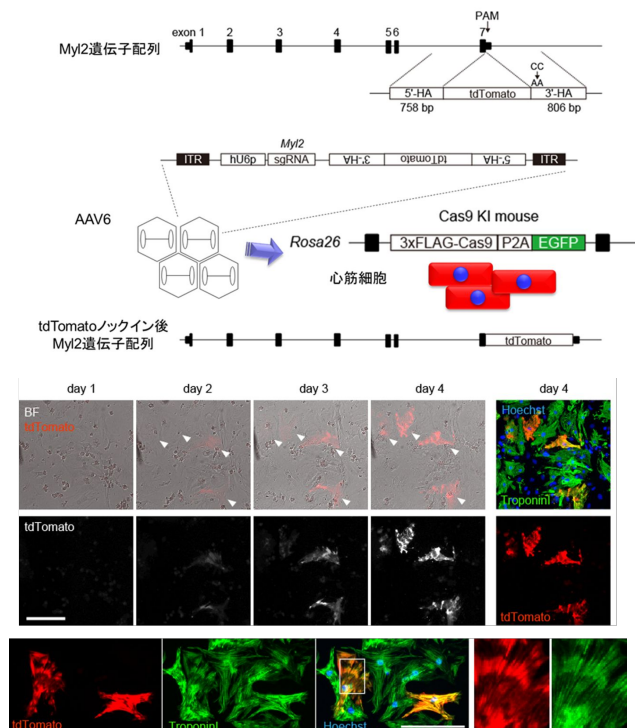 PAM
exon 1 2 3 4 5 6 7
Myl2遺伝子配列
CC
AA
5'-HA tdTomato 3'-HA
758 bp 806 bp
Myl2
ITR hU6p sgRNA 3'-HA tdTomato 5'-HA ITR
AAV6
Cas9 KI mouse
Rosa26 3xFLAG-Cas9 P2A EGFP
心筋細胞
tdTomatoノックイン後
Myl2遺伝子配列
tdTomato
day 1 day 2 day 3 day 4 day 4
BF
tdTomato
Hoechst
TroponinI
tdTomato
tdTomato
tdTomato TroponinI Hoechst